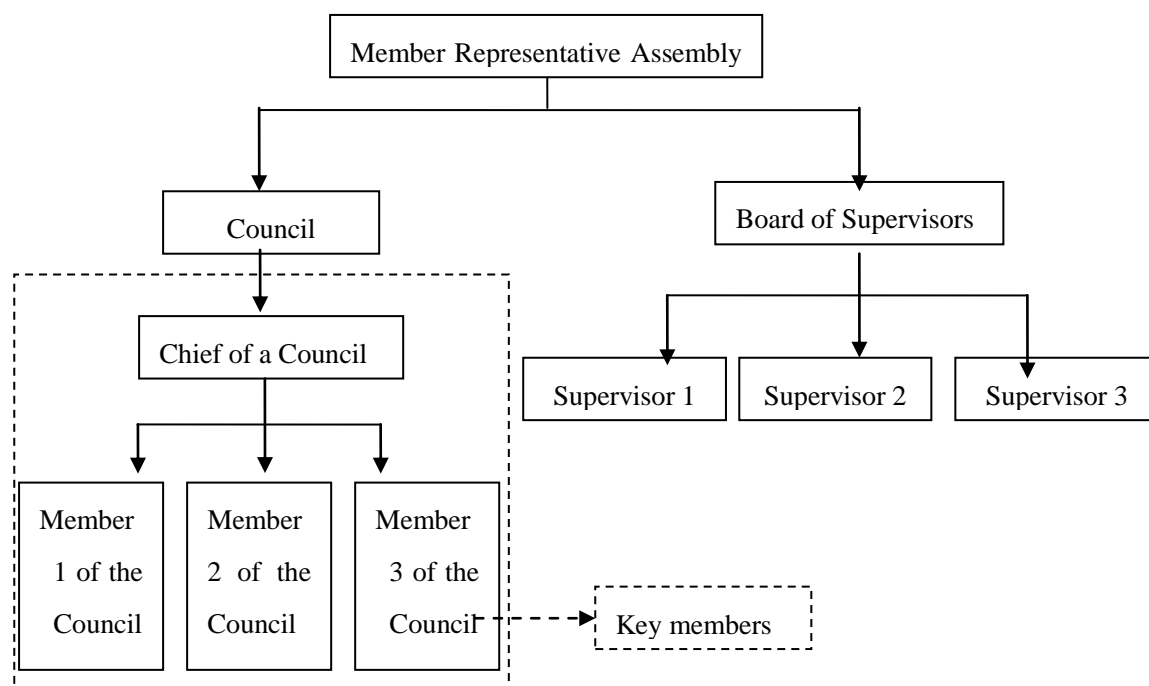 Member Representative Assembly
Council
Board of Supervisors
Chief of a Council
Supervisor 1
Supervisor 2
Supervisor 3
Member
1 of the
Council
Member
2 of the
Council
Member
3 of the
Council
Key members